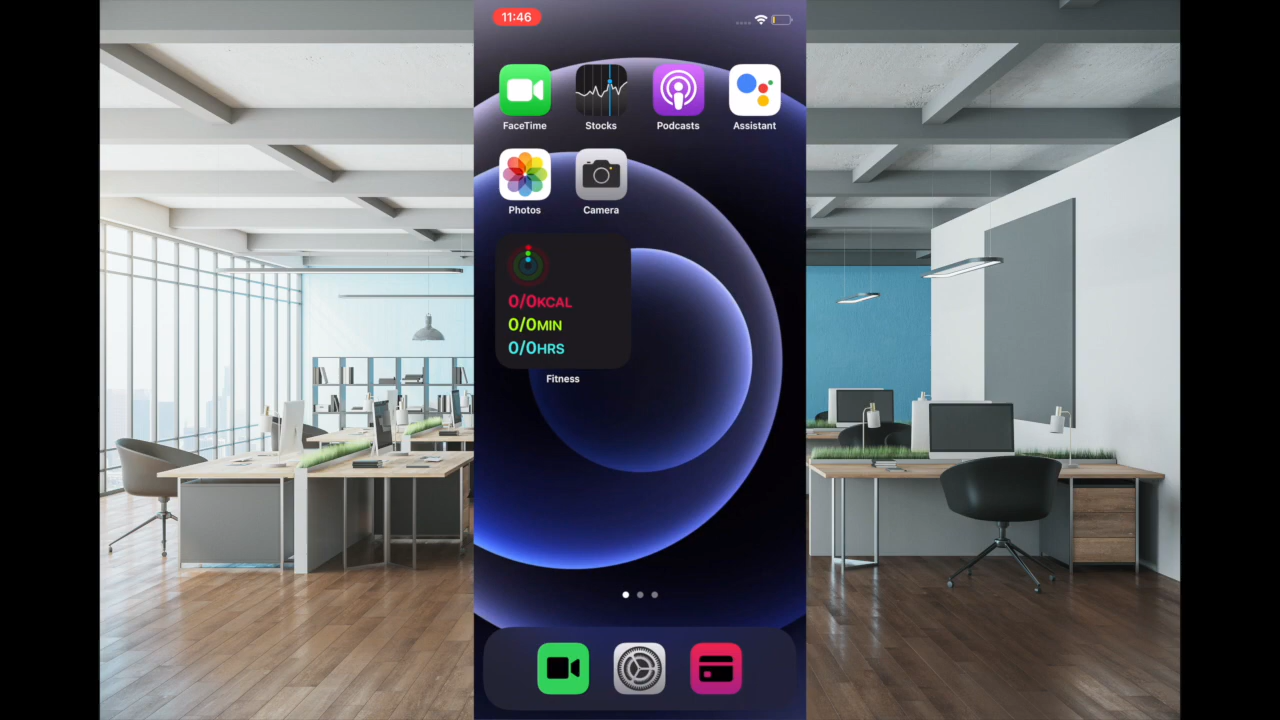 11:46
FaceTime
Stocks
Podcasts
Assistant
Photos
Camera
0/0KCAL
0/0MIN
0/0HRS
Fitness